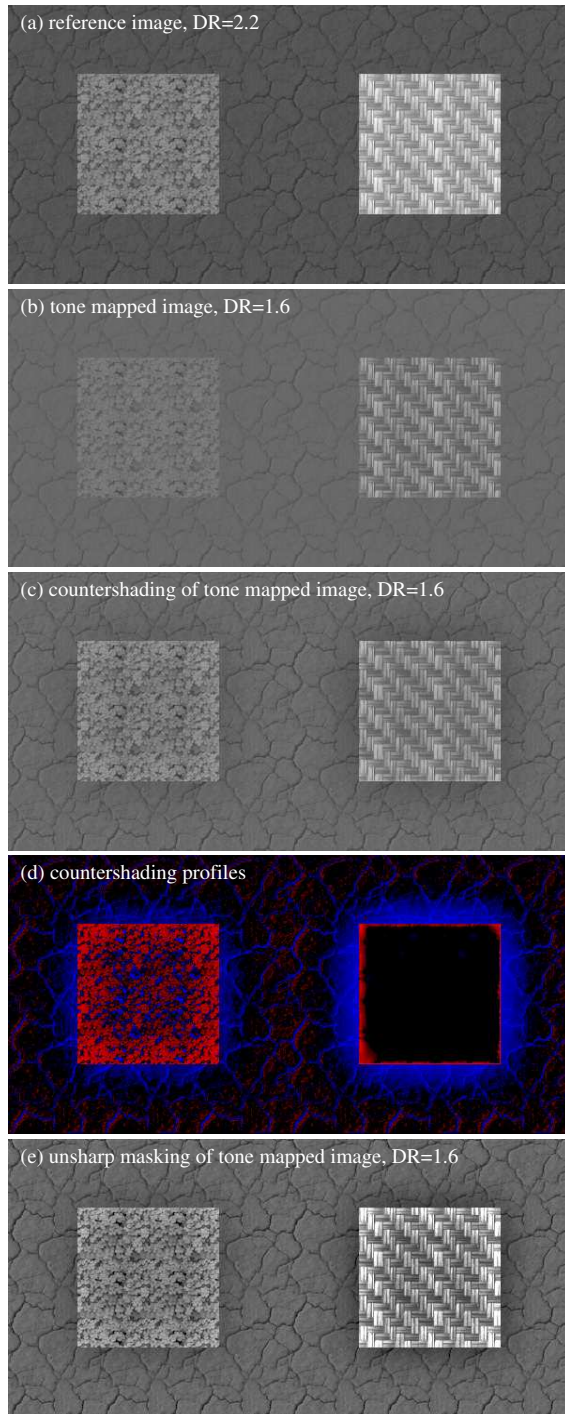 (a) reference image, DR=2.2
(b) tone mapped image, DR=1.6
(c) countershading of tone mapped image, DR=1.6
(d) countershading profiles
(e) unsharp masking of tone mapped image, DR=1.6